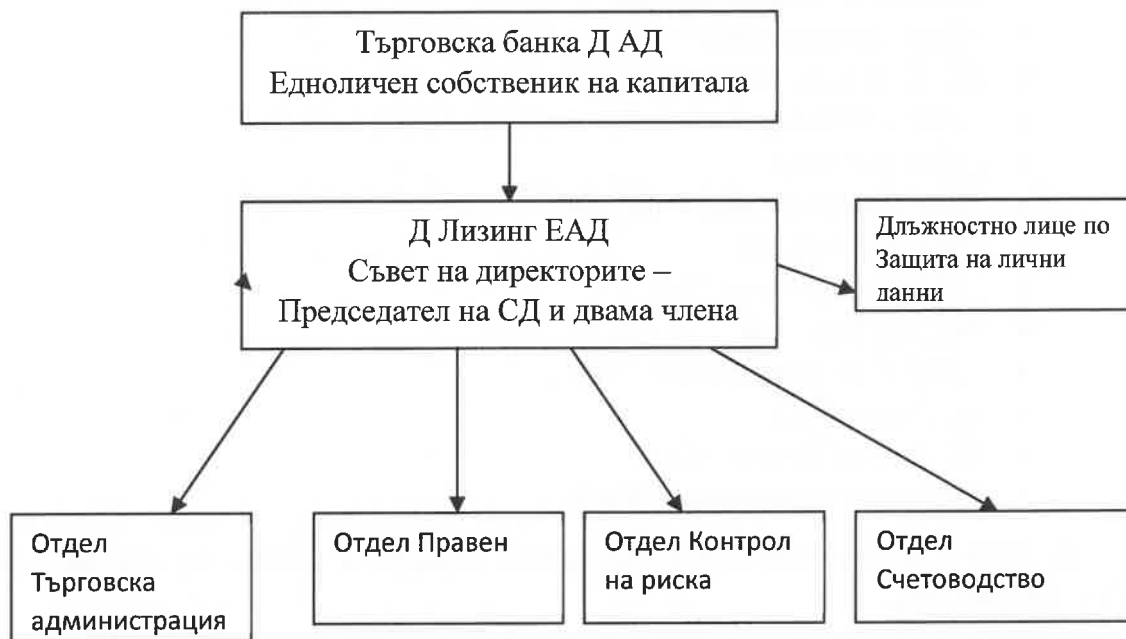 Търговска банка Д АД
Едноличен собственик на капитала
Д Лизинг ЕАД
Съвет на директорите –
Председател на СД и двама члена
Длъжностно лице по
Защита на лични
данни
Отдел
Търговска
администрация
Отдел Правен
Отдел Контрол
на риска
Отдел
Счетоводство